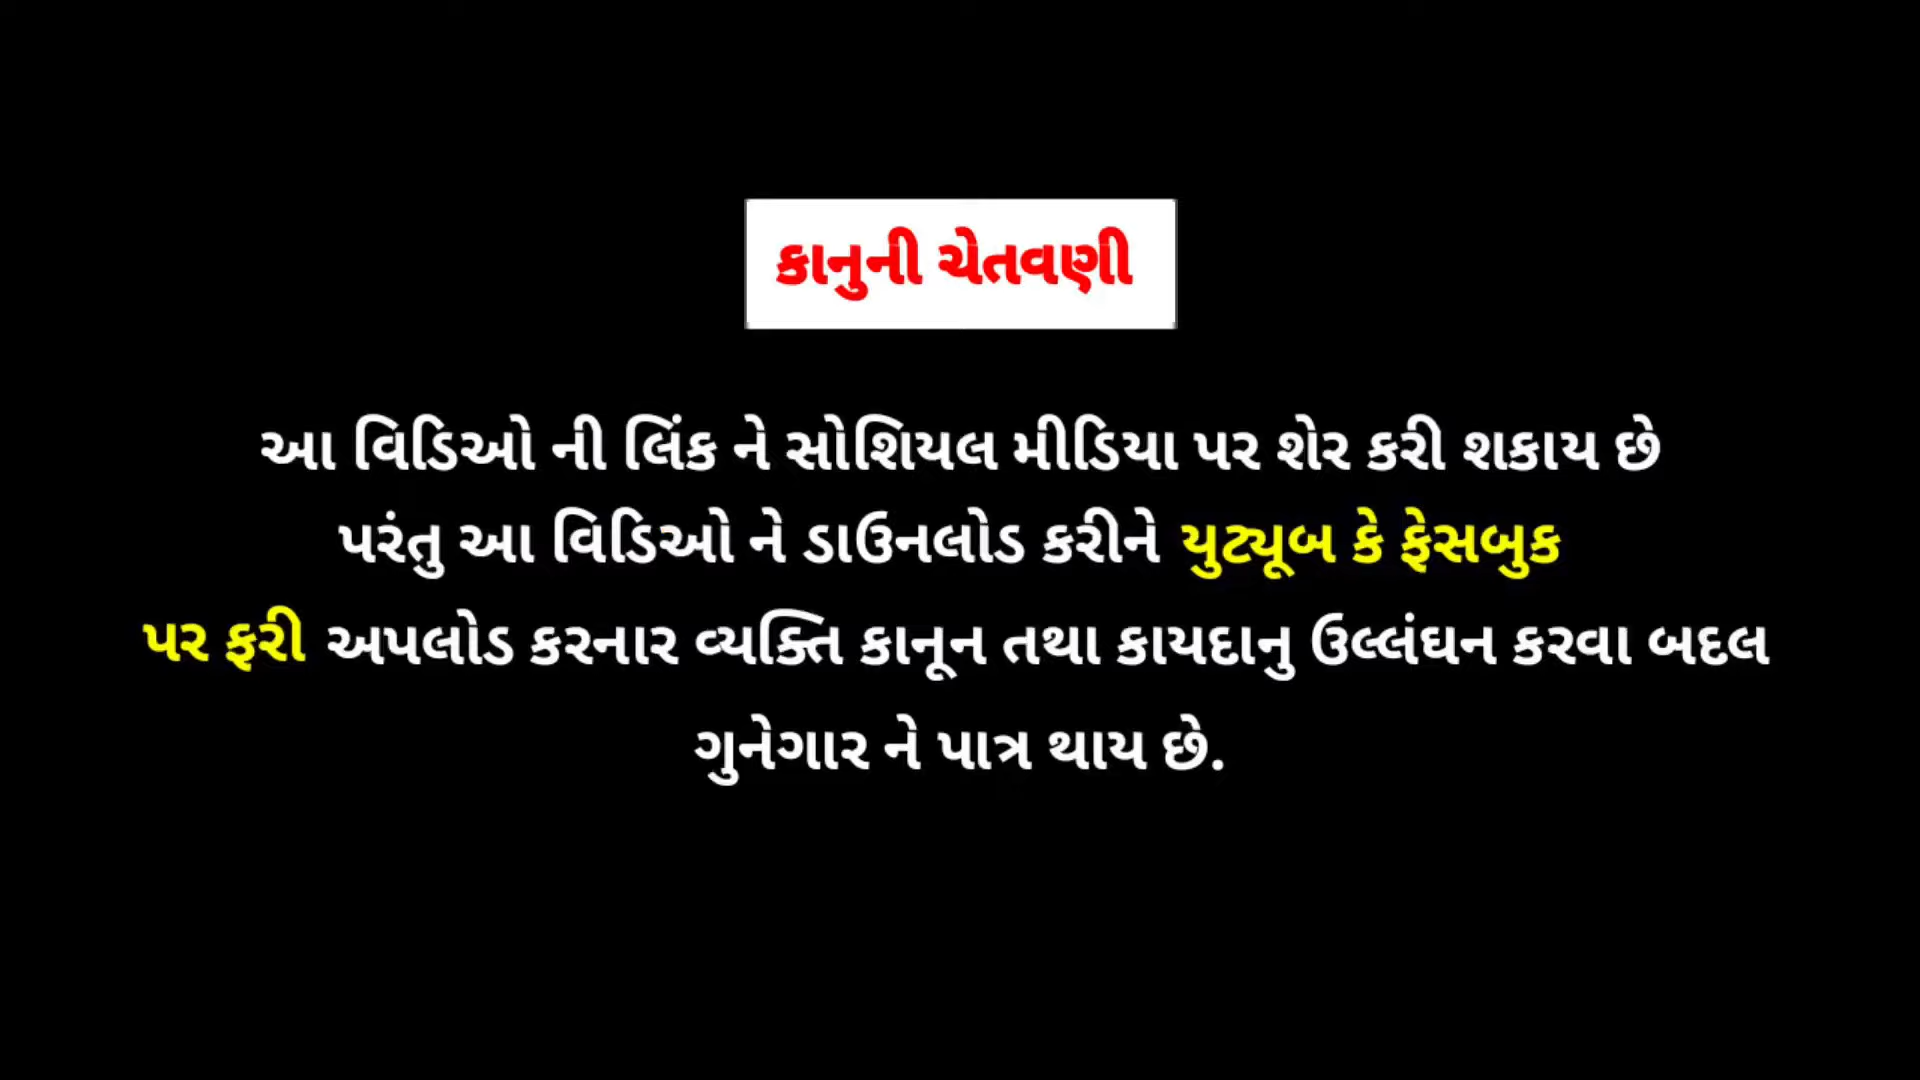 કાનુની ચેતવણી
આ વિડિઓ ની લિંક ને સોશિયલ મીડિયા પર શેર કરી શકાય છે
પરંતુ આ વિડિઓ ને ડાઉનલોડ કરીને યુટ્યૂબ કે ફેસબુક
પર ફરી અપલોડ કરનાર વ્યક્તિ કાનૂન તથા કાયદાનુ ઉલ્લંઘન કરવા બદલ
ગુનેગાર ને પાત્ર થાય છે.